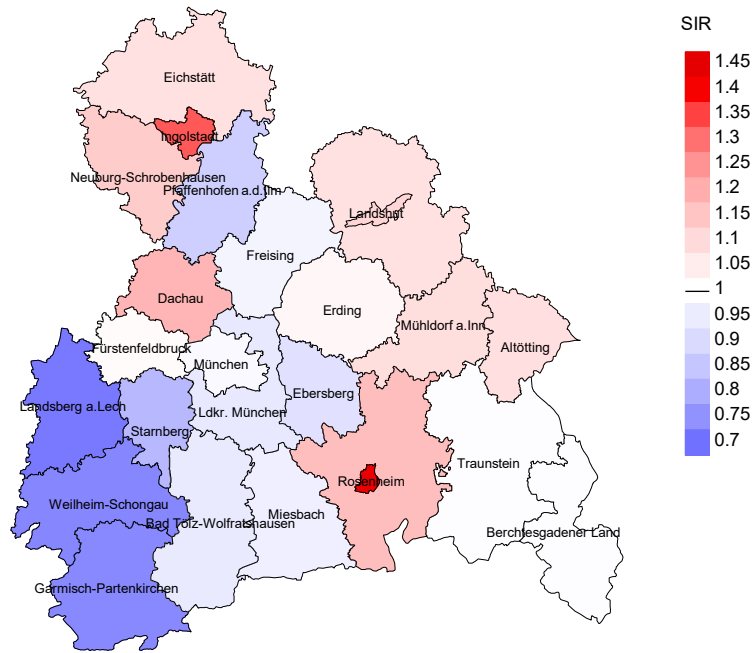 SIR
1.45
1.4
1.35
1.3
1.25
1.2
1.15
1.1
1.05
1
0.95
0.9
0.85
0.8
0.75
0.7
Eichstätt
Ingolstadt
Neuburg-Schrobenhausen
Pfaffenhofen a.d.Ilm
Landshut
Freising
Dachau
Erding
Mühldorf a.Inn
Altötting
Fürstenfeldbruck
München
Ebersberg
Landsberg a.Lech
Ldkr. München
Starnberg
Traunstein
Rosenheim
Weilheim-Schongau
Miesbach
Bad Tölz-Wolfratshausen
Berchtesgadener Land
Garmisch-Partenkirchen